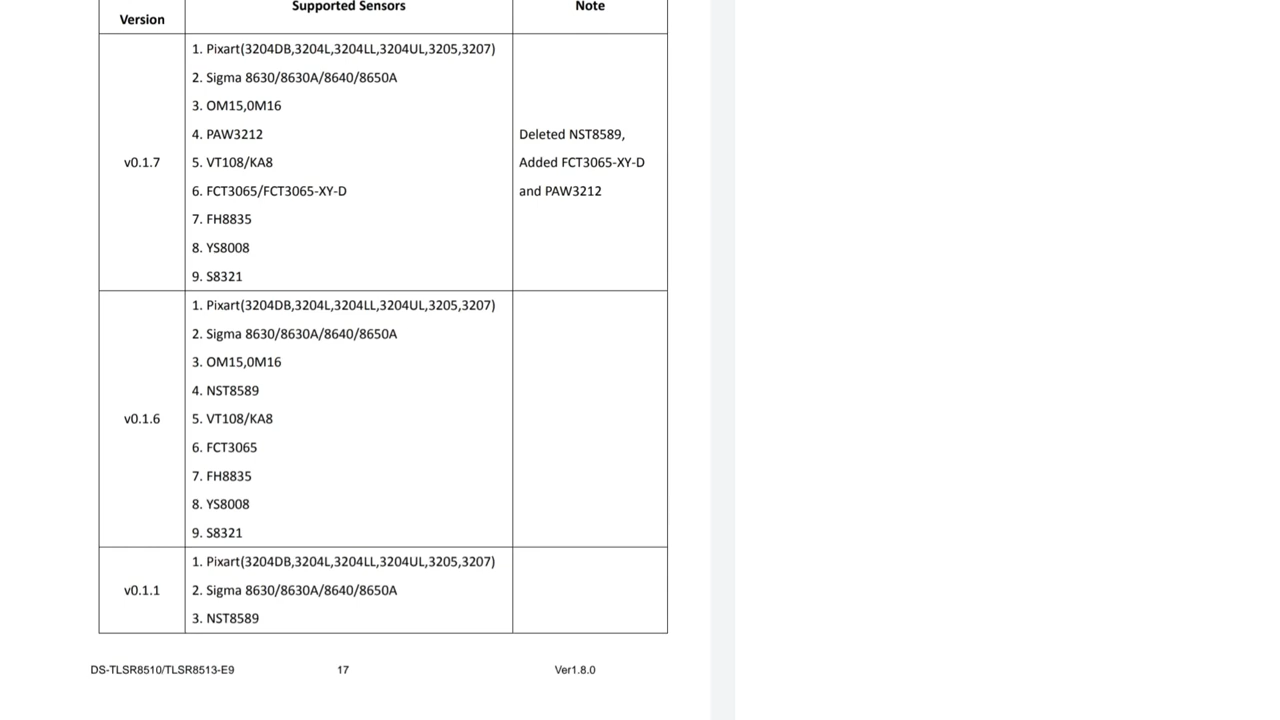 Supported Sensors
Note
Version
1. Pixart(3204DB,3204L,3204LL,3204UL,3205,3207)
2. Sigma 8630/8630A/8640/8650A
3. OM15,0M16
4. PAW3212
Deleted NST8589,
v0.1.7
5. VT108/KA8
Added FCT3065-XY-D
6. FCT3065/FCT3065-XY-D
and PAW3212
7. FH8835
8. YS8008
9. S8321
1. Pixart(3204DB,3204L,3204LL,3204UL,3205,3207)
2. Sigma 8630/8630A/8640/8650A
3. OM15,0M16
4. NST8589
v0.1.6
5. VT108/KA8
6. FCT3065
7. FH8835
8. YS8008
9. S8321
1. Pixart(3204DB,3204L,3204LL,3204UL,3205,3207)
v0.1.1
2. Sigma 8630/8630A/8640/8650A
3. NST8589
DS-TLSR8510/TLSR8513-E9
17
Ver1.8.0